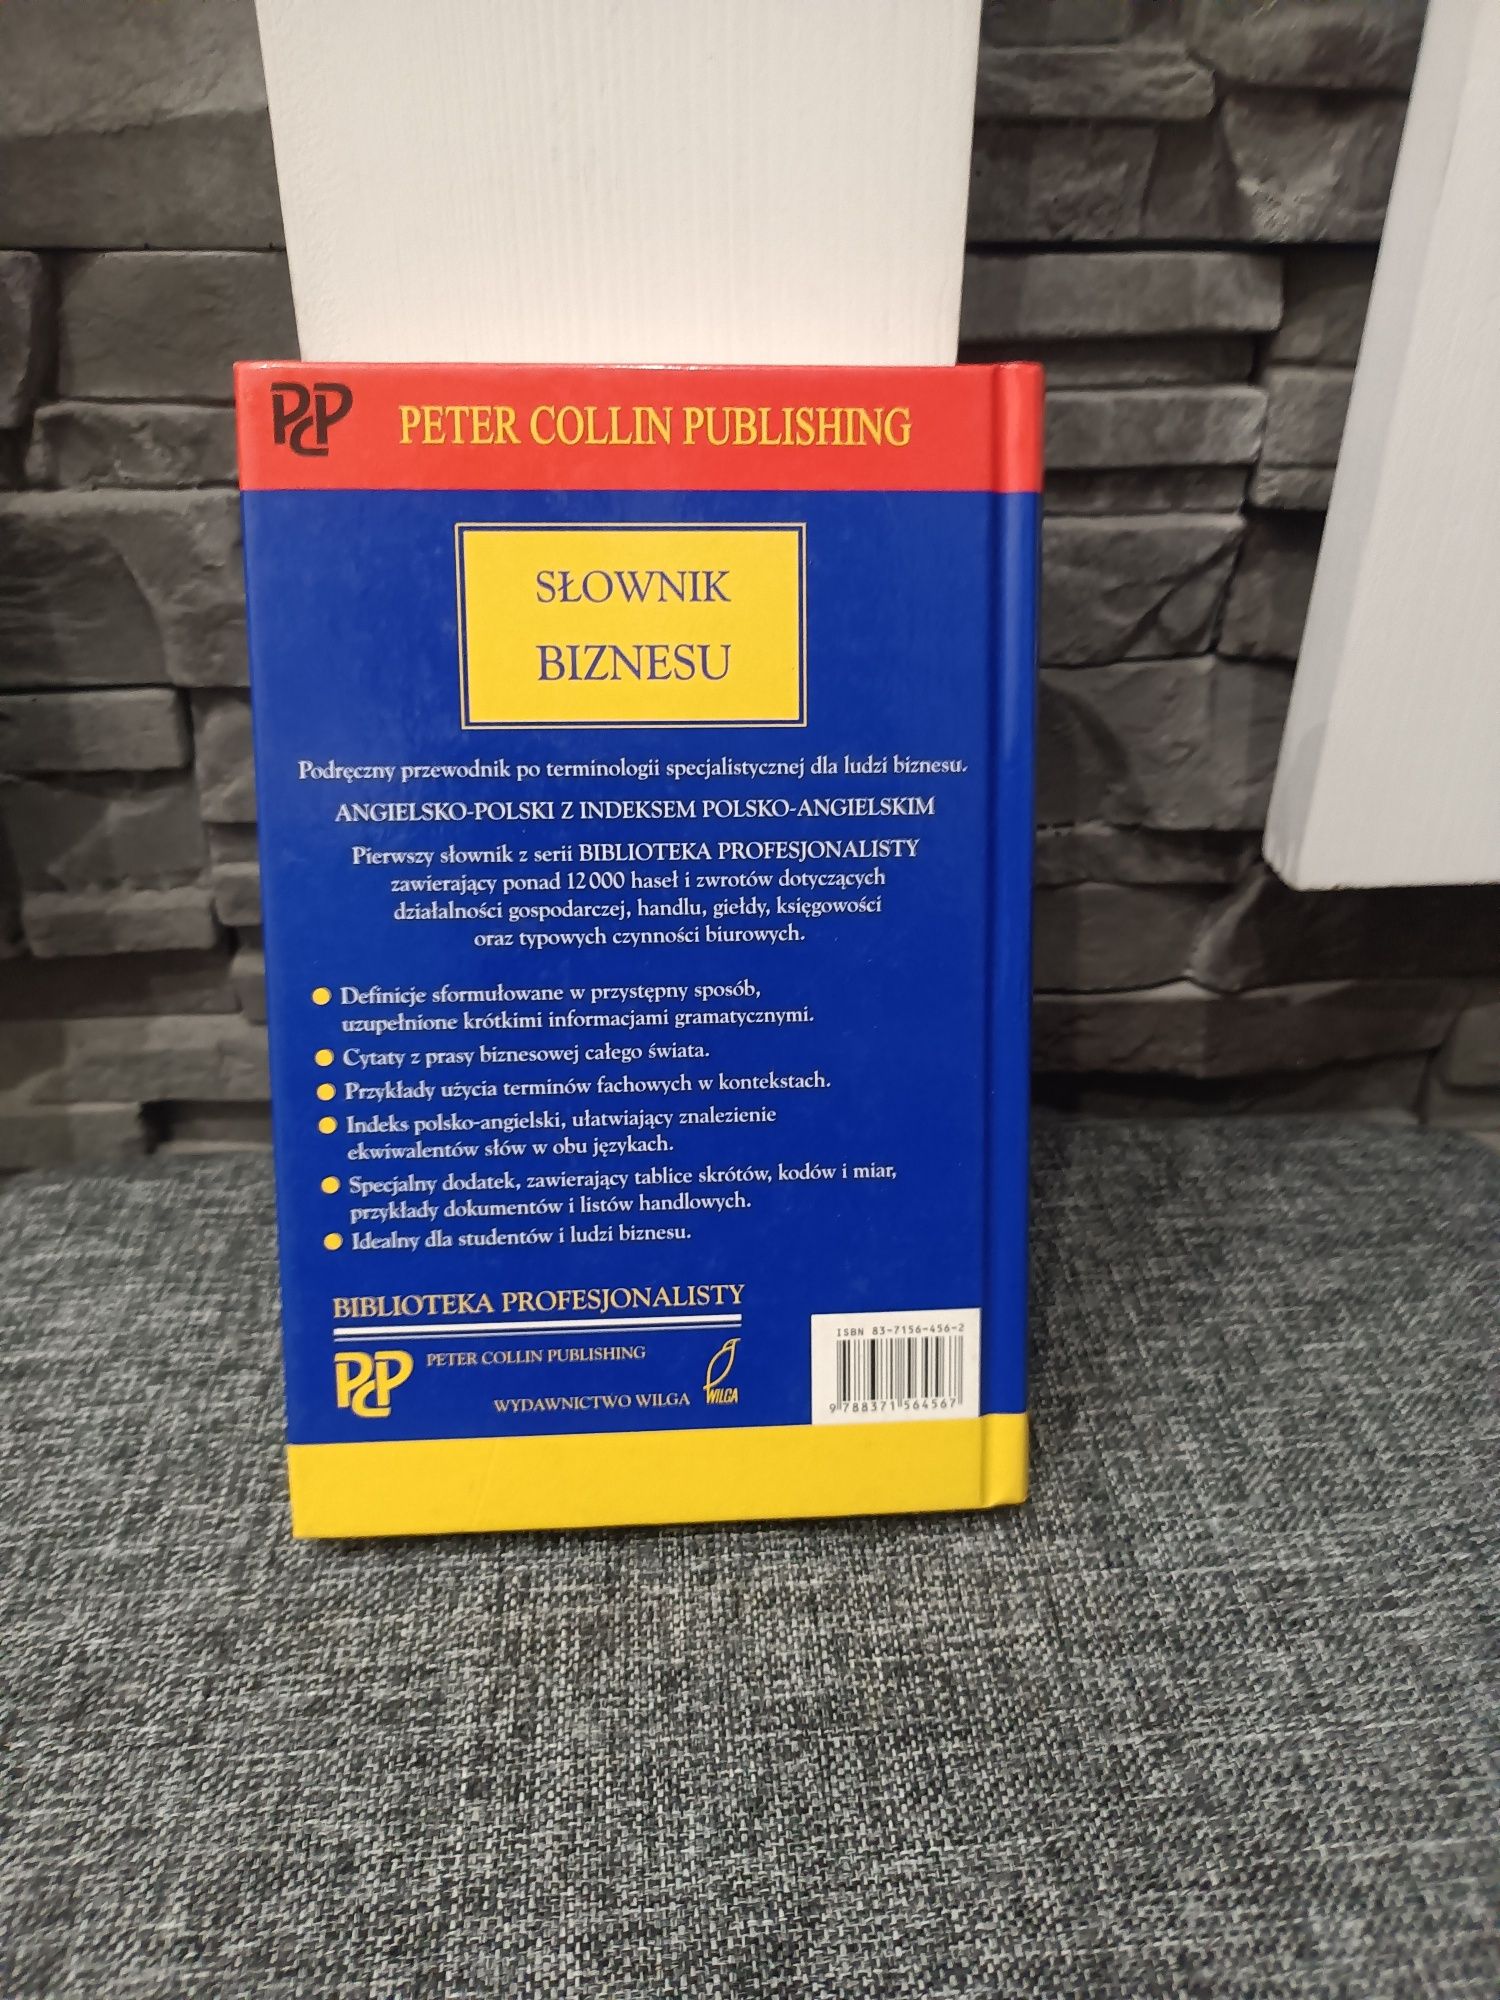 PCP PETER COLLIN PUBLISHING
SŁOWNIK
BIZNESU
Podręczny przewodnik po terminologii specjalistycznej dla ludzi biznesu.
ANGIELSKO-POLSKI Z INDEKSEM POLSKO-ANGIELSKIM
Pierwszy słownik z serii BIBLIOTEKA PROFESJONALISTY
zawierający ponad 12 000 haseł i zwrotów dotyczących
działalności gospodarczej, handlu, giełdy, księgowości
oraz typowych czynności biurowych.
Definicje sformułowane w przystępny sposób,
uzupełnione krótkimi informacjami gramatycznymi.
Cytaty z prasy biznesowej całego świata.
Przykłady użycia terminów fachowych w kontekstach.
Indeks polsko-angielski, ułatwiający znalezienie
ekwiwalentów słów w obu językach.
Specjalny dodatek, zawierający tablice skrótów, kodów i miar,
przykłady dokumentów i listów handlowych.
Idealny dla studentów i ludzi biznesu.
BIBLIOTEKA PROFESJONALISTY
PCP PETER COLLIN PUBLISHING
WYDAWNICTWO WILGA WILGA
ISBN 83-7156-456-2
9 788371 564567